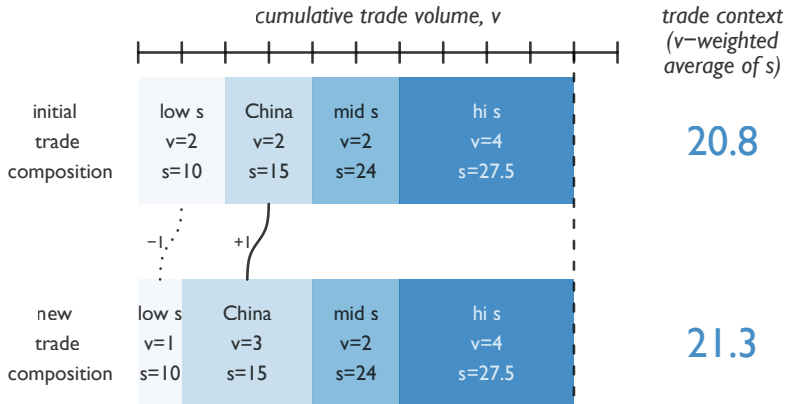 cumulative trade volume, v
trade context
(v−weighted
average of s)
initial
trade
composition
low s
v=2
s=10
China
v=2
s=15
mid s
v=2
s=24
hi s
v=4
s=27.5
20.8
−1
+1
new
trade
composition
low s
v=1
s=10
China
v=3
s=15
mid s
v=2
s=24
hi s
v=4
s=27.5
21.3